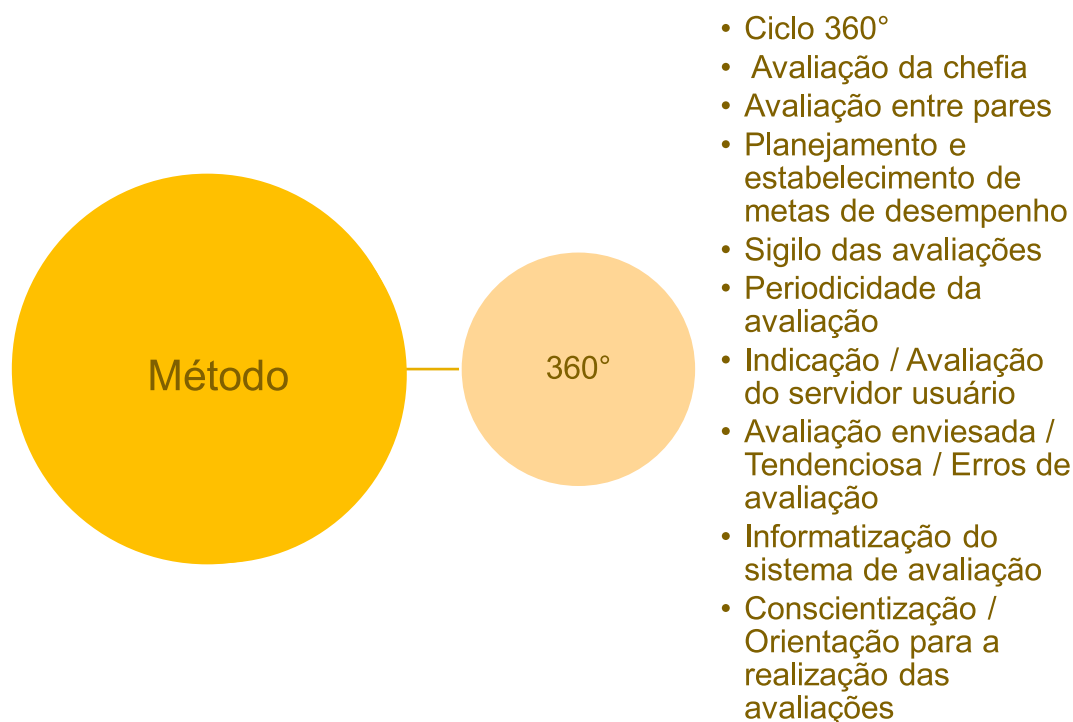 Método
360°
• Ciclo 360°
• Avaliação da chefia
• Avaliação entre pares
• Planejamento e
estabelecimento de
metas de desempenho
• Sigilo das avaliações
• Periodicidade da
avaliação
• Indicação / Avaliação
do servidor usuário
• Avaliação enviesada /
Tendenciosa / Erros de
avaliação
• Informatização do
sistema de avaliação
• Conscientização /
Orientação para a
realização das
avaliações